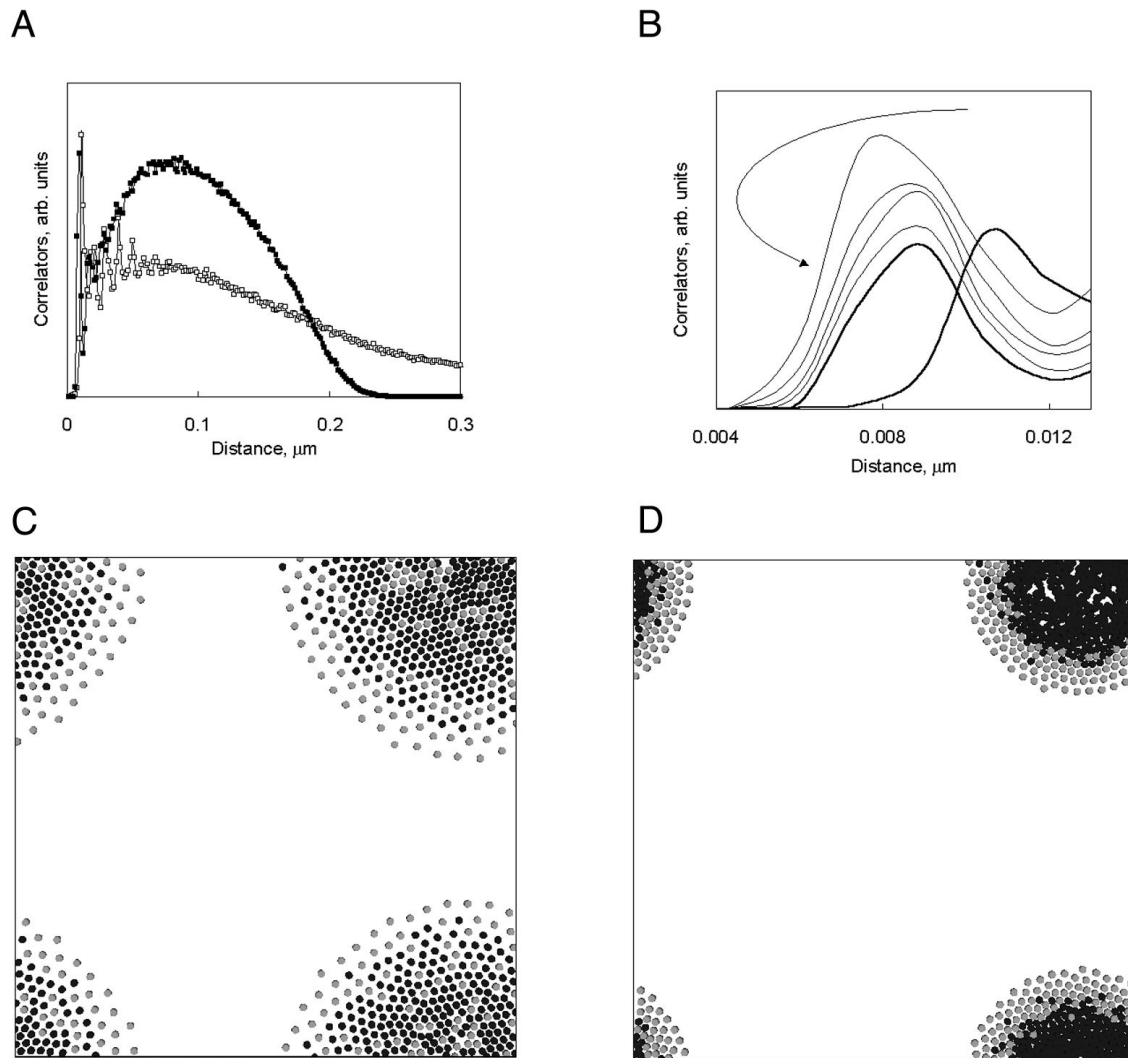 A
B
Correlators, arb. units
0
0.1
0.2
0.3
Distance, μm
Correlators, arb. units
0.004
0.008
0.012
Distance, μm
C
D